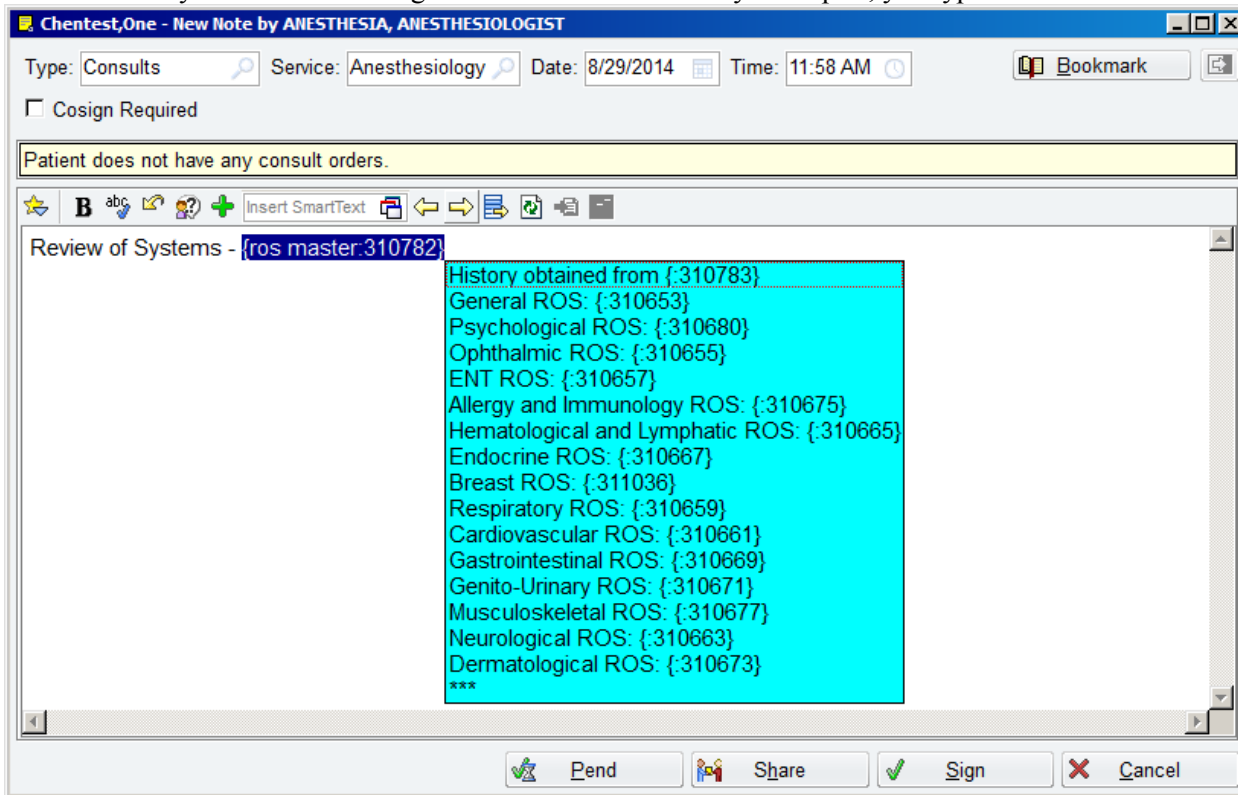 Chentest,One - New Note by ANESTHESIA, ANESTHESIOLOGIST
Type: Consults Service: Anesthesiology Date: 8/29/2014 Time: 11:58 AM Bookmark
Cosign Required
Patient does not have any consult orders.
B abc Insert SmartText
Review of Systems - {ros master:310782}
History obtained from {:310783}
General ROS: {:310653}
Psychological ROS: {:310680}
Ophthalmic ROS: {:310655}
ENT ROS: {:310657}
Allergy and Immunology ROS: {:310675}
Hematological and Lymphatic ROS: {:310665}
Endocrine ROS: {:310667}
Breast ROS: {:311036}
Respiratory ROS: {:310659}
Cardiovascular ROS: {:310661}
Gastrointestinal ROS: {:310669}
Genito-Urinary ROS: {:310671}
Musculoskeletal ROS: {:310677}
Neurological ROS: {:310663}
Dermatological ROS: {:310673}
***
Pend Share Sign Cancel